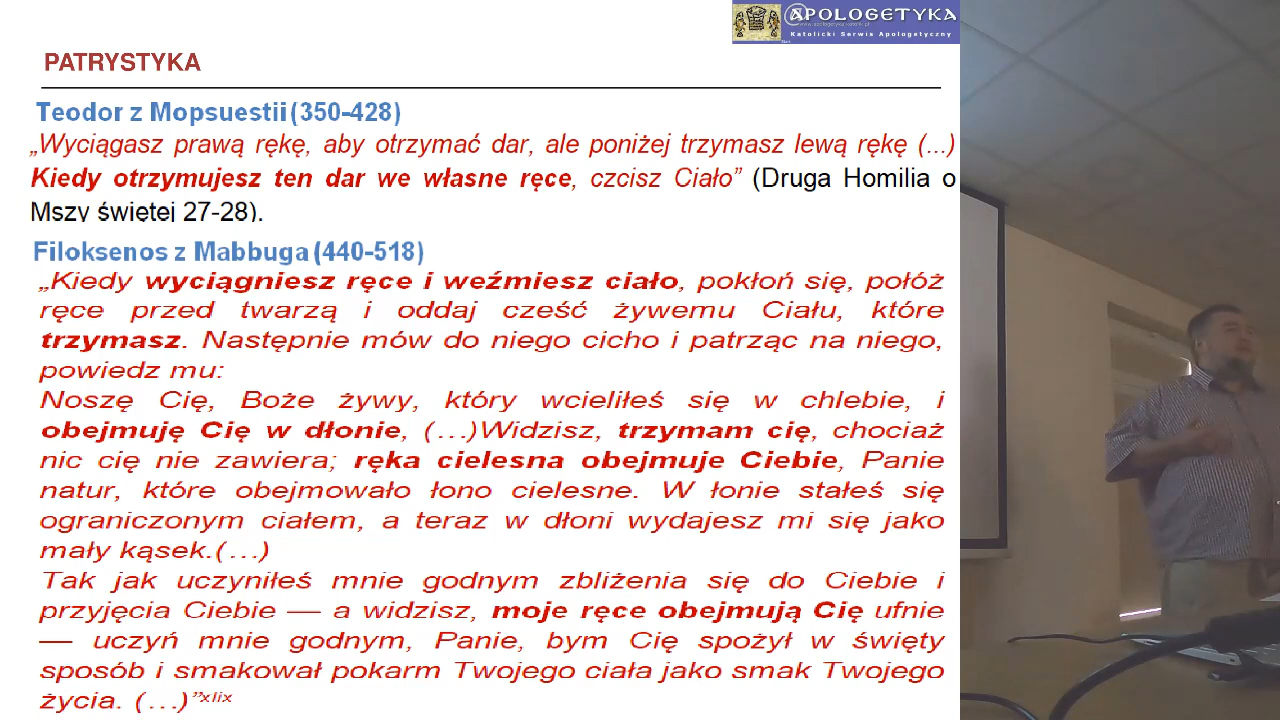 @APOLOGETYKA
www.apologetyka.katolik.pl
Katolicki Serwis Apologetyczny
PATRYSTYKA
Teodor z Mopsuestii (350-428)
„Wyciągasz prawą rękę, aby otrzymać dar, ale poniżej trzymasz lewą rękę (...)
Kiedy otrzymujesz ten dar we własne ręce, czcisz Ciało” (Druga Homilia o
Mszy świętej 27-28).
Filoksenos z Mabbuga (440-518)
„Kiedy wyciągniesz ręce i weźmiesz ciało, pokłoń się, połóż
ręce przed twarzą i oddaj cześć żywemu Ciału, które
trzymasz. Następnie mów do niego cicho i patrząc na niego,
powiedz mu:
Noszę Cię, Boże żywy, który wcieliłeś się w chlebie, i
obejmuję Cię w dłonie, (…)Widzisz, trzymam cię, chociaż
nic cię nie zawiera; ręka cielesna obejmuje Ciebie, Panie
natur, które obejmowało łono cielesne. W łonie stałeś się
ograniczonym ciałem, a teraz w dłoni wydajesz mi się jako
mały kąsek.(…)
Tak jak uczyniłeś mnie godnym zbliżenia się do Ciebie i
przyjęcia Ciebie — a widzisz, moje ręce obejmują Cię ufnie
— uczyń mnie godnym, Panie, bym Cię spożył w święty
sposób i smakował pokarm Twojego ciała jako smak Twojego
życia. (…)”xlix